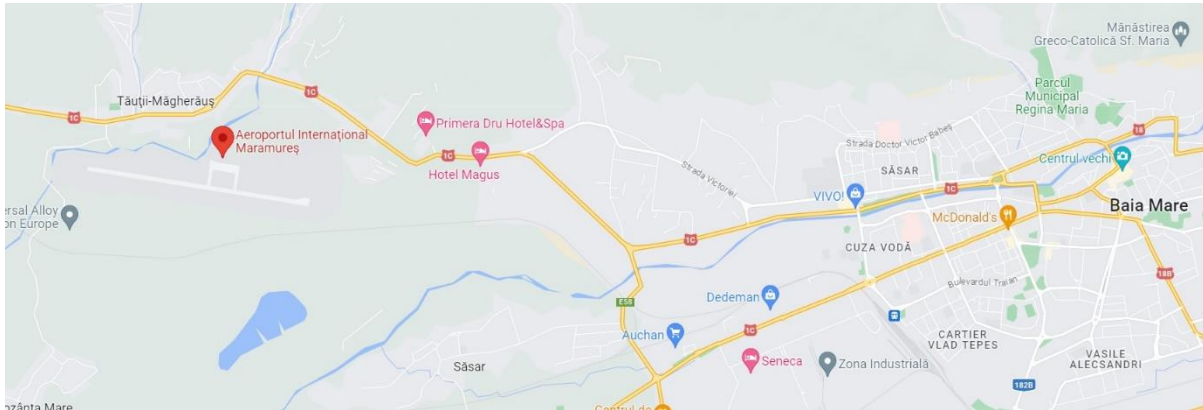 Mănăstirea
Greco-Catolică Sf. Maria
Parcul
Municipal
Regina Maria
1C
1C
18
Tăuții-Măgherăuș
Aeroportul Internațional
Maramureș
Primera Dru Hotel&Spa
1C
Hotel Magus
Strada Doctor Victor Babeș
Centrul vechi
SĂSAR
Strada Victoriei
VIVO!
1C
Baia Mare
McDonald's
Europe
1C
CUZA VODĂ
18B
Bulevardul Traian
Dedeman
E58
Auchan
1C
CARTIER
VLAD TEPES
Săsar
Seneca
Zona Industrială
VASILE
ALECSANDRI
182B
Mare